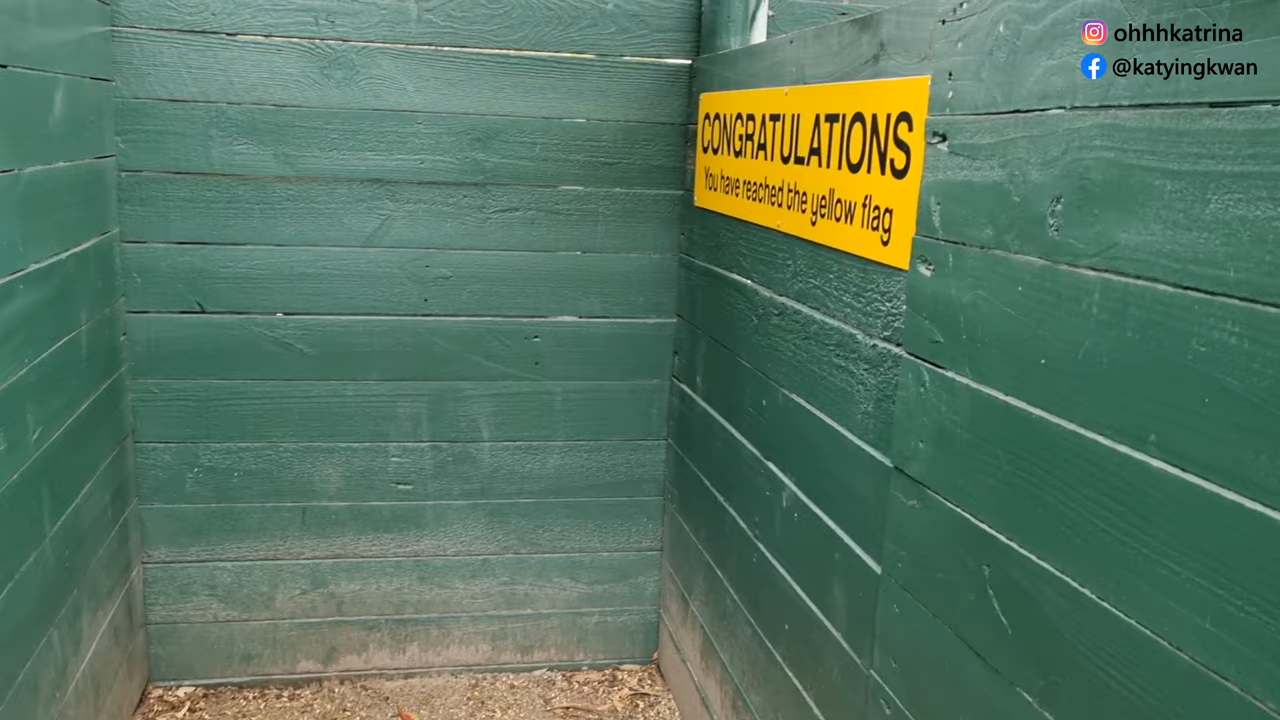 ohhhkatrina
@katyingkwan
CONGRATULATIONS
You have reached the yellow flag